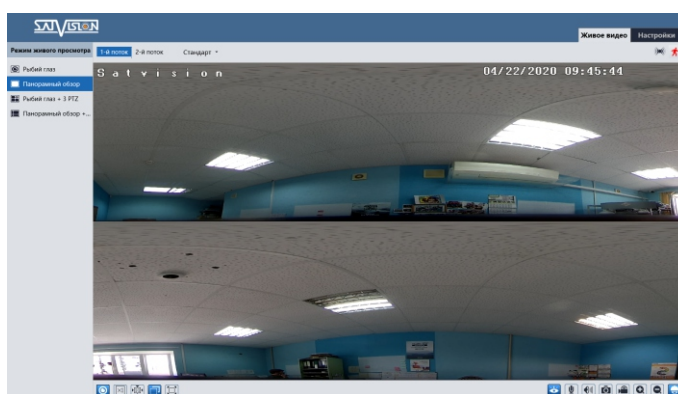 SATVISION
Живое видео Настройки
Режим живого просмотра 1-й поток 2-й поток Стандарт
Рыбий глаз
Satvision 04/22/2020 09:45:44
Панорамный обзор
Рыбий глаз + 3 PTZ
Панорамный обзор +...